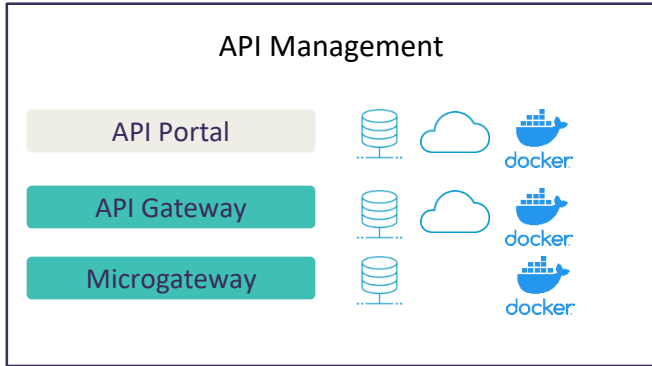 API Management
API Portal
docker
API Gateway
docker
Microgateway
docker